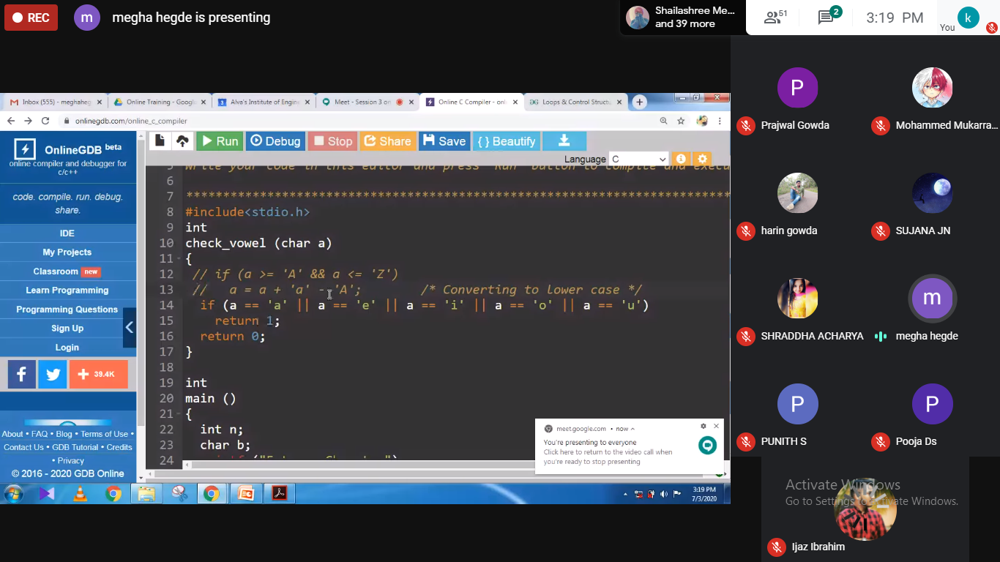 REC
m
megha hegde is presenting
Shailashree Me...
and 39 more
51
2
3:19 PM
You
k
Inbox (555) - meghaheg
Online Training - Google
Alva's Institute of Engine
Meet - Session 3 on
Online C Compiler - onl
Loops & Control Structu
onlinegdb.com/online_c_compiler
OnlineGDB beta
online compiler and debugger for
c/c++
code. compile. run. debug.
share.
IDE
My Projects
Classroom new
Learn Programming
Programming Questions
Sign Up
Login
f
+ 39.4K
About • FAQ • Blog • Terms of Use •
Contact Us • GDB Tutorial • Credits
• Privacy
© 2016 - 2020 GDB Online
Run
Debug
Stop
Share
Save
{ } Beautify
Language C
5 Write your code in this editor and press "Run" button to compile and execu
6
7 **************************************************************************
8 #include<stdio.h>
9 int
10 check_vowel (char a)
11 {
12 // if (a >= 'A' && a <= 'Z')
13 // a = a + 'a' - 'A'; /* Converting to lower case */
14 if (a == 'a' || a == 'e' || a == 'i' || a == 'o' || a == 'u')
15 return 1;
16 return 0;
17 }
18
19 int
20 main ()
21 {
22 int n;
23 char b;
24
meet.google.com • now
You're presenting to everyone
Click here to return to the video call when
you're ready to stop presenting
3:19 PM
7/3/2020
P
Prajwal Gowda
Mohammed Mukarra...
harin gowda
SUJANA JN
SHRADDHA ACHARYA
m
megha hegde
P
PUNITH S
P
Pooja Ds
Activate Windows
Go to Settings to activate Windows.
Ijaz Ibrahim